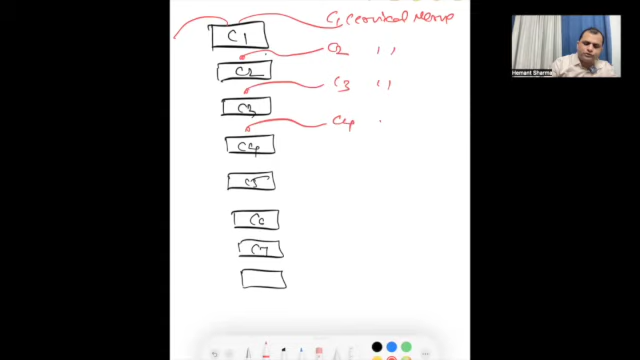 C1 cervical nerve
C1
C2 ,,
C2
C3 ,,
C3
C4
C4
C5
C6
C7
Hemant Sharma